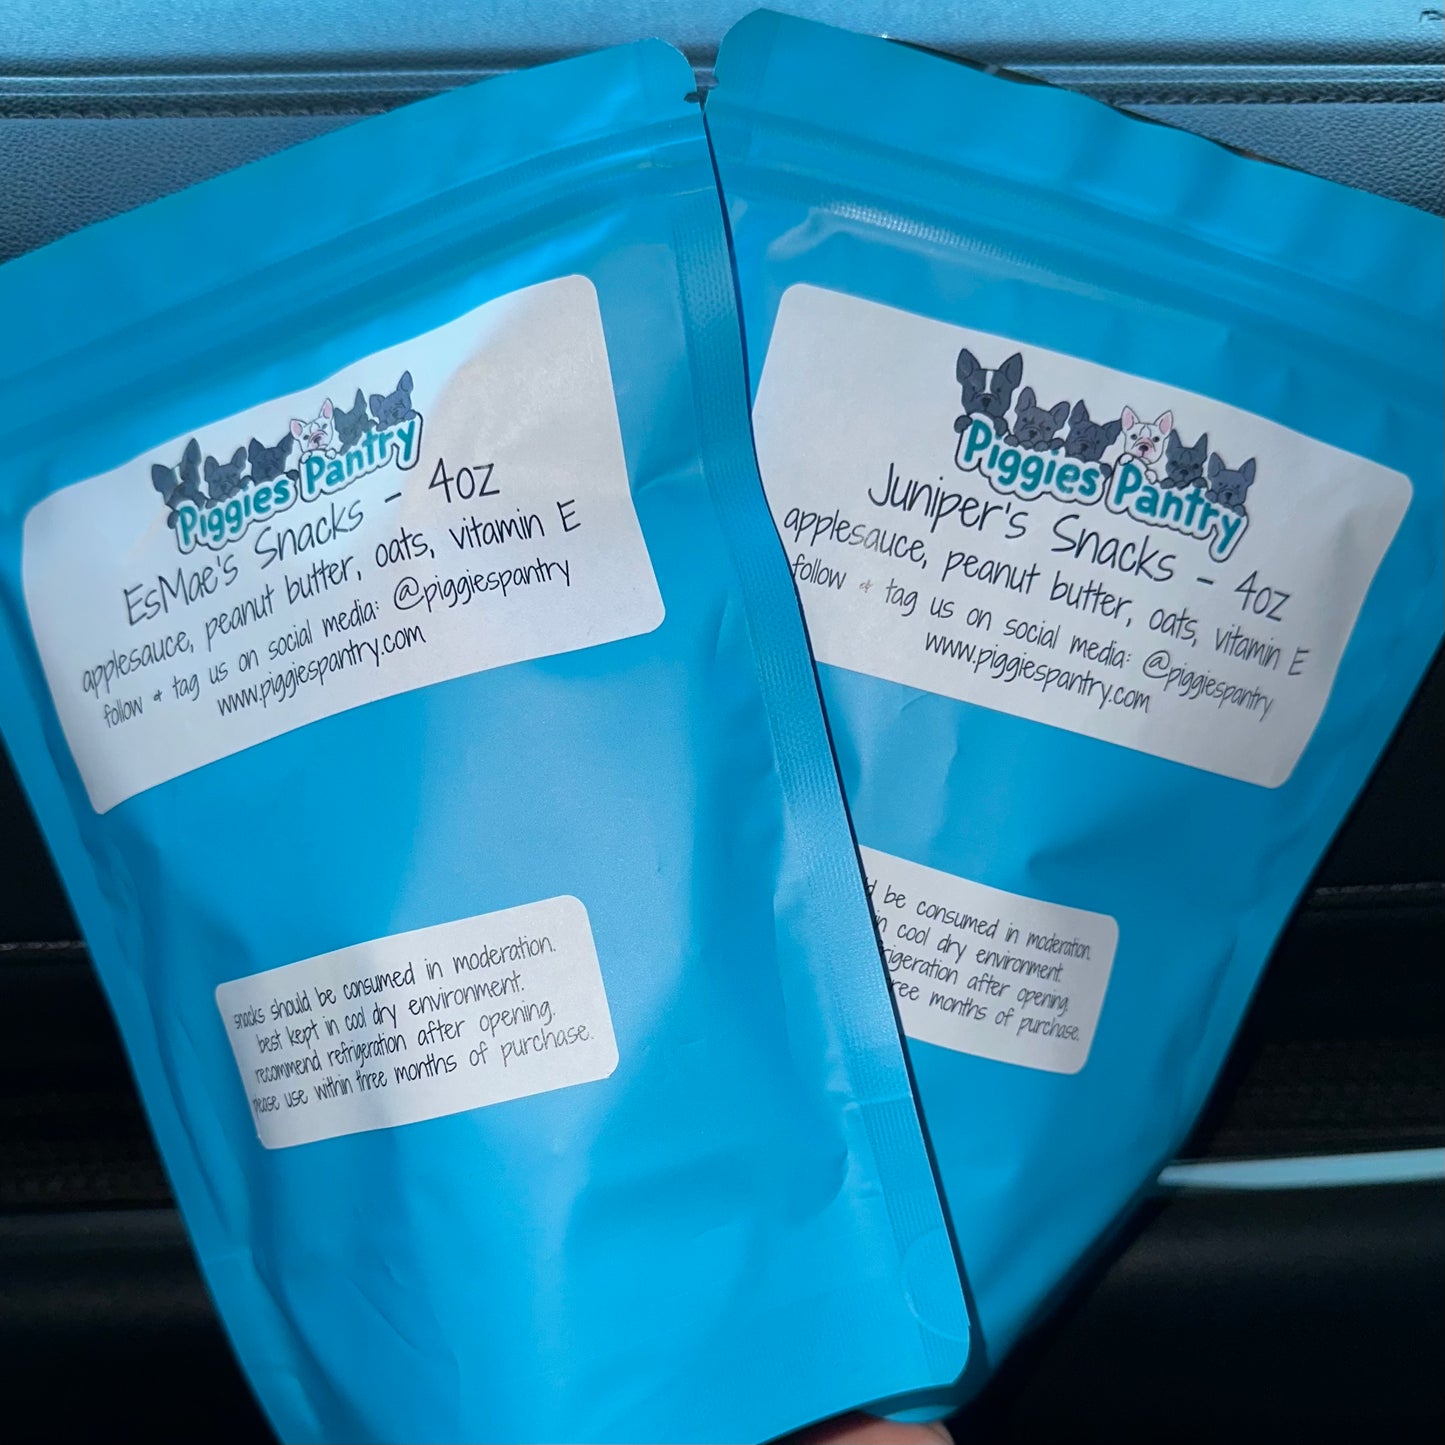 Piggies Pantry
EsMae's Snacks - 4oz
applesauce, peanut butter, oats, vitamin E
follow & tag us on social media: @piggiespantry
www.piggiespantry.com
snacks should be consumed in moderation.
best kept in cool dry environment.
recommend refrigeration after opening.
please use within three months of purchase.
Piggies Pantry
Juniper's Snacks - 4oz
applesauce, peanut butter, oats, vitamin E
follow & tag us on social media: @piggiespantry
www.piggiespantry.com
be consumed in moderation.
in cool dry environment.
after opening.
months of purchase.